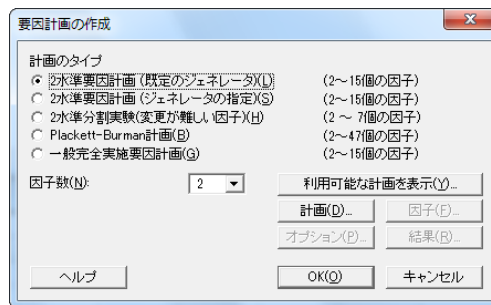 要因計画の作成
計画のタイプ
2水準要因計画 (既定のジェネレータ)(L) (2～15個の因子)
2水準要因計画 (ジェネレータの指定)(S) (2～15個の因子)
2水準分割実験(変更が難しい因子)(H) (2 ～ 7個の因子)
Plackett-Burman計画(B) (2～47個の因子)
一般完全実施要因計画(G) (2～15個の因子)
因子数(N): 2 利用可能な計画を表示(Y)...
計画(D)... 因子(F)...
オプション(P)... 結果(R)...
ヘルプ OK(O) キャンセル